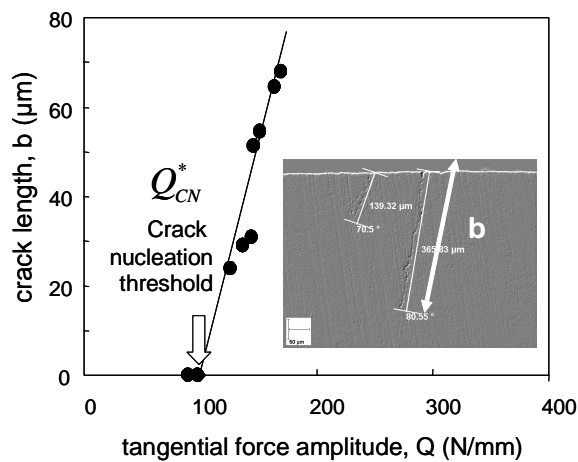 80
60
40
20
0
crack length, b (µm)
Q*CN
Crack
nucleation
threshold
139.32 µm
70.5 °
365.83 µm
b
80.55 °
50 µm
0
100
200
300
400
tangential force amplitude, Q (N/mm)